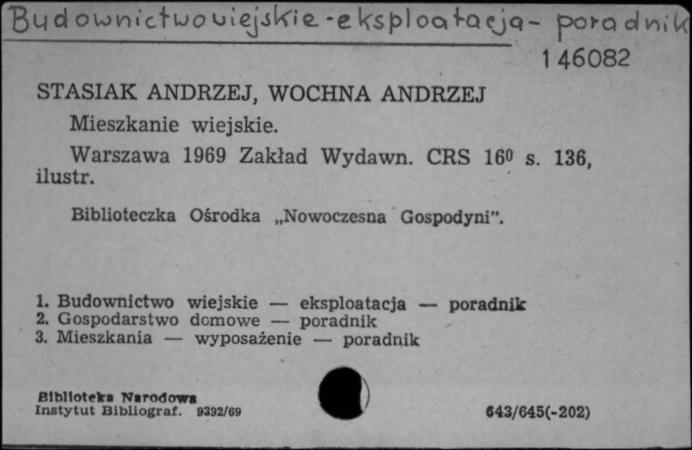 Budownictwo wiejskie - eksploatacja - poradnik
146082
STASIAK ANDRZEJ, WOCHNA ANDRZEJ
Mieszkanie wiejskie.
Warszawa 1969 Zakład Wydawn. CRS 16⁰ s. 136,
ilustr.
Biblioteczka Ośrodka „Nowoczesna Gospodyni”.
1. Budownictwo wiejskie — eksploatacja — poradnik
2. Gospodarstwo domowe — poradnik
3. Mieszkania — wyposażenie — poradnik
Biblioteka Narodowa
Instytut Bibliograf. 9392/69
643/645(-202)